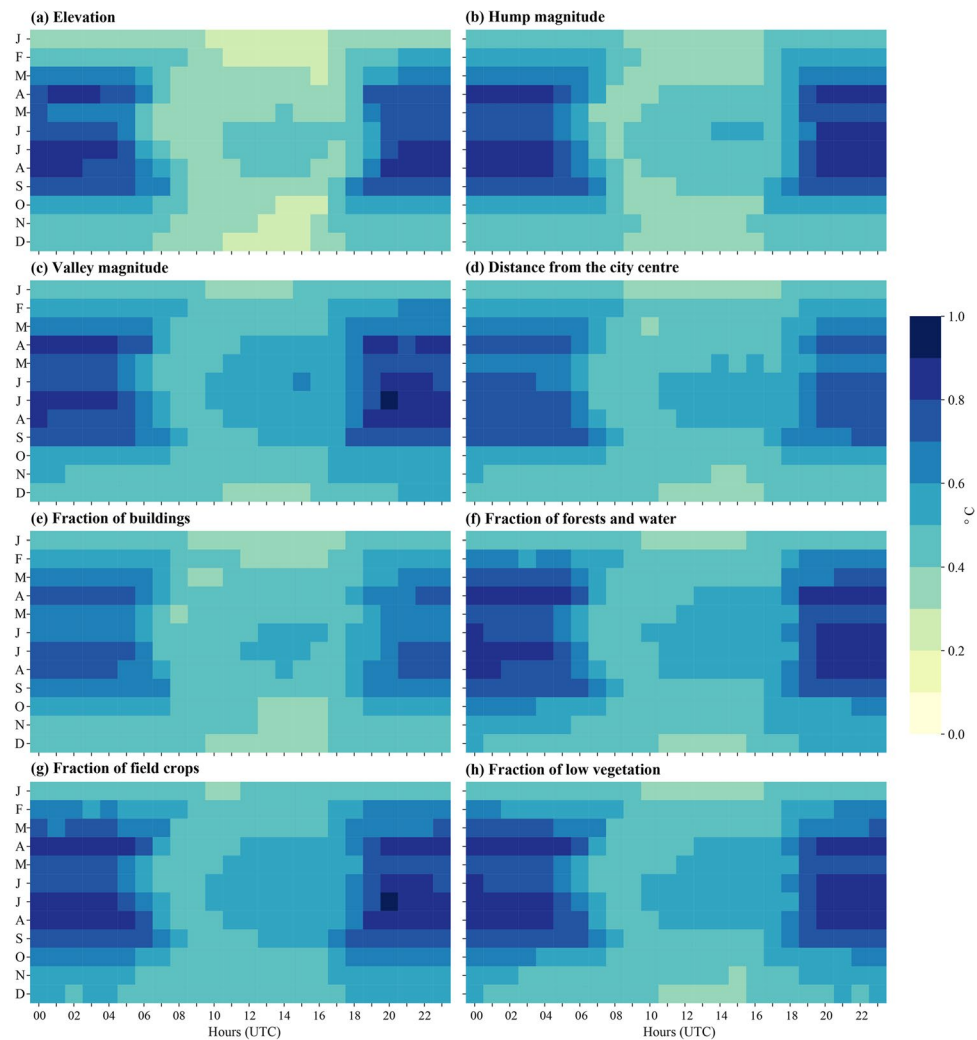 (a) Elevation
(b) Hump magnitude
J
F
M
A
M
J
J
A
S
O
N
D
(c) Valley magnitude
(d) Distance from the city centre
J
F
M
A
M
J
J
A
S
O
N
D
1.0
0.8
0.6
0.4
0.2
0.0
° C
(e) Fraction of buildings
(f) Fraction of forests and water
J
F
M
A
M
J
J
A
S
O
N
D
(g) Fraction of field crops
(h) Fraction of low vegetation
J
F
M
A
M
J
J
A
S
O
N
D
00 02 04 06 08 10 12 14 16 18 20 22
00 02 04 06 08 10 12 14 16 18 20 22
Hours (UTC)
Hours (UTC)